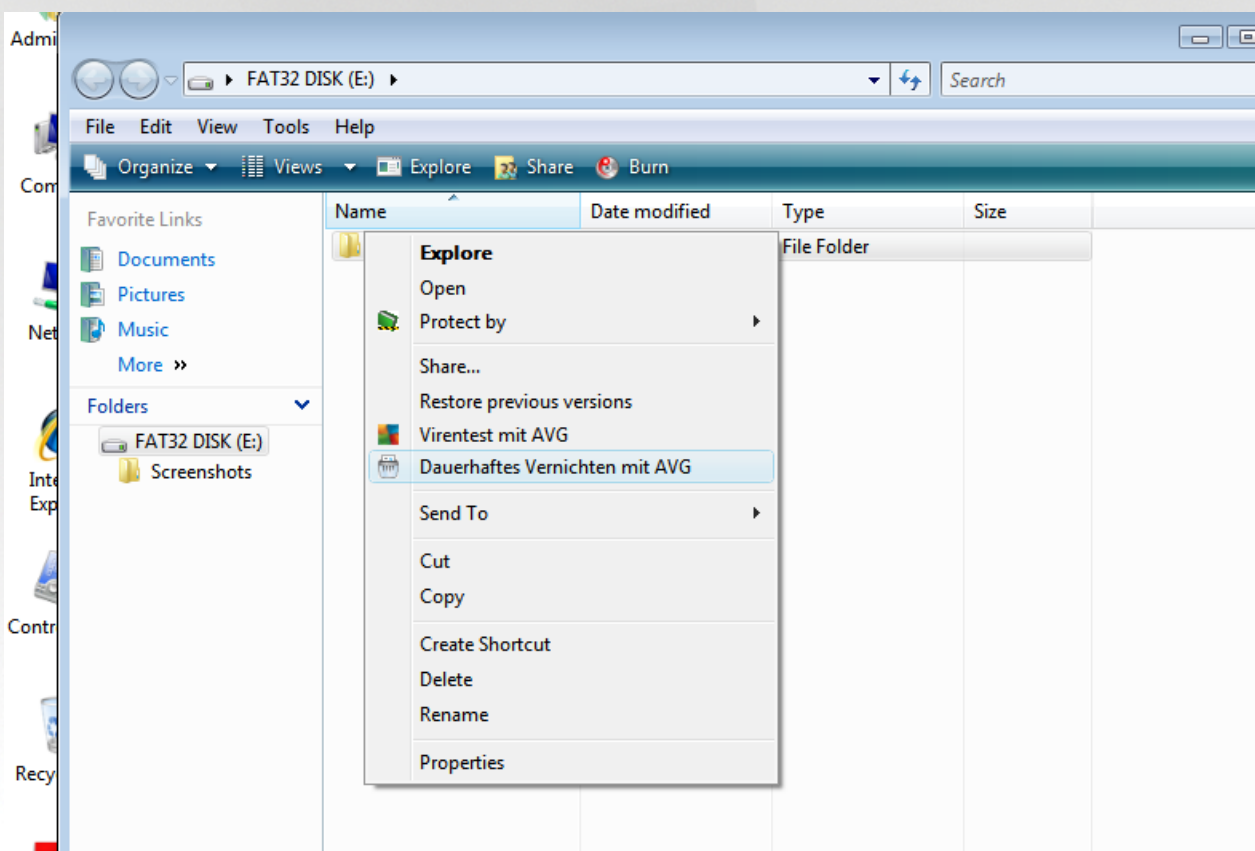 Admi
FAT32 DISK (E:)
Search
File Edit View Tools Help
Organize Views Explore Share Burn
Com
Favorite Links
Name Date modified Type Size
File Folder
Documents
Pictures
Music
More »
Net
Folders
FAT32 DISK (E:)
Screenshots
Inte
Exp
Contr
Recy
Explore
Open
Protect by
Share...
Restore previous versions
Virentest mit AVG
Dauerhaftes Vernichten mit AVG
Send To
Cut
Copy
Create Shortcut
Delete
Rename
Properties